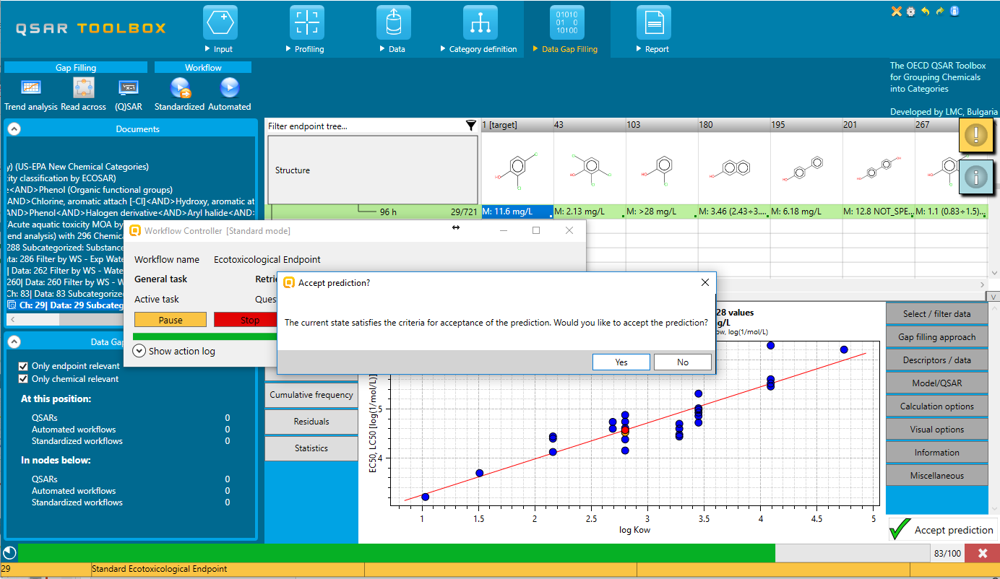 QSAR TOOLBOX
Input
Profiling
Data
Category definition
Data Gap Filling
Report
01010
01 0
10100
Gap Filling
Workflow
Trend analysis
Read across
(Q)SAR
Standardized
Automated
The OECD QSAR Toolbox
for Grouping Chemicals
into Categories
Developed by LMC, Bulgaria
Documents
y) (US-EPA New Chemical Categories)
ity classification by ECOSAR)
<AND>Phenol (Organic functional groups)
AND>Chlorine, aromatic attach [-Cl]<AND>Hydroxy, aromatic at
AND>Phenol<AND>Halogen derivative<AND>Aryl halide<AND>
Acute aquatic toxicity MOA by
end analysis) with 296 Chemica
288 Subcategorized: Substance
ta: 286 Filter by WS - Exp Wate
| Data: 262 Filter by WS - Wate
260| Data: 260 Filter by WS - W
Ch: 83| Data: 83 Subcategorize
Ch: 29| Data: 29 Subcateg
Filter endpoint tree...
1 [target]
43
103
180
195
201
267
Structure
96 h
29/721
M: 11.6 mg/L
M: 2.13 mg/L
M: >28 mg/L
M: 3.46 (2.43÷3....
M: 6.18 mg/L
M: 12.8 NOT_SPE...
M: 1.1 (0.83÷1.5)...
Workflow Controller [Standard mode]
Workflow name
Ecotoxicological Endpoint
General task
Retrie
Active task
Ques
Pause
Stop
Show action log
Accept prediction?
The current state satisfies the criteria for acceptance of the prediction. Would you like to accept the prediction?
Yes
No
Data Gap
Only endpoint relevant
Only chemical relevant
At this position:
QSARs 0
Automated workflows 0
Standardized workflows 0
In nodes below:
QSARs 0
Automated workflows 0
Standardized workflows 0
Cumulative frequency
Residuals
Statistics
28 values
g/L
ow, log(1/mol/L)
EC50, LC50 [log(1/mol/L)]
5
4
1
1.5
2
2.5
3
3.5
4
4.5
5
log Kow
Select / filter data
Gap filling approach
Descriptors / data
Model/QSAR
Calculation options
Visual options
Information
Miscellaneous
Accept prediction
83/100
29
Standard Ecotoxicological Endpoint